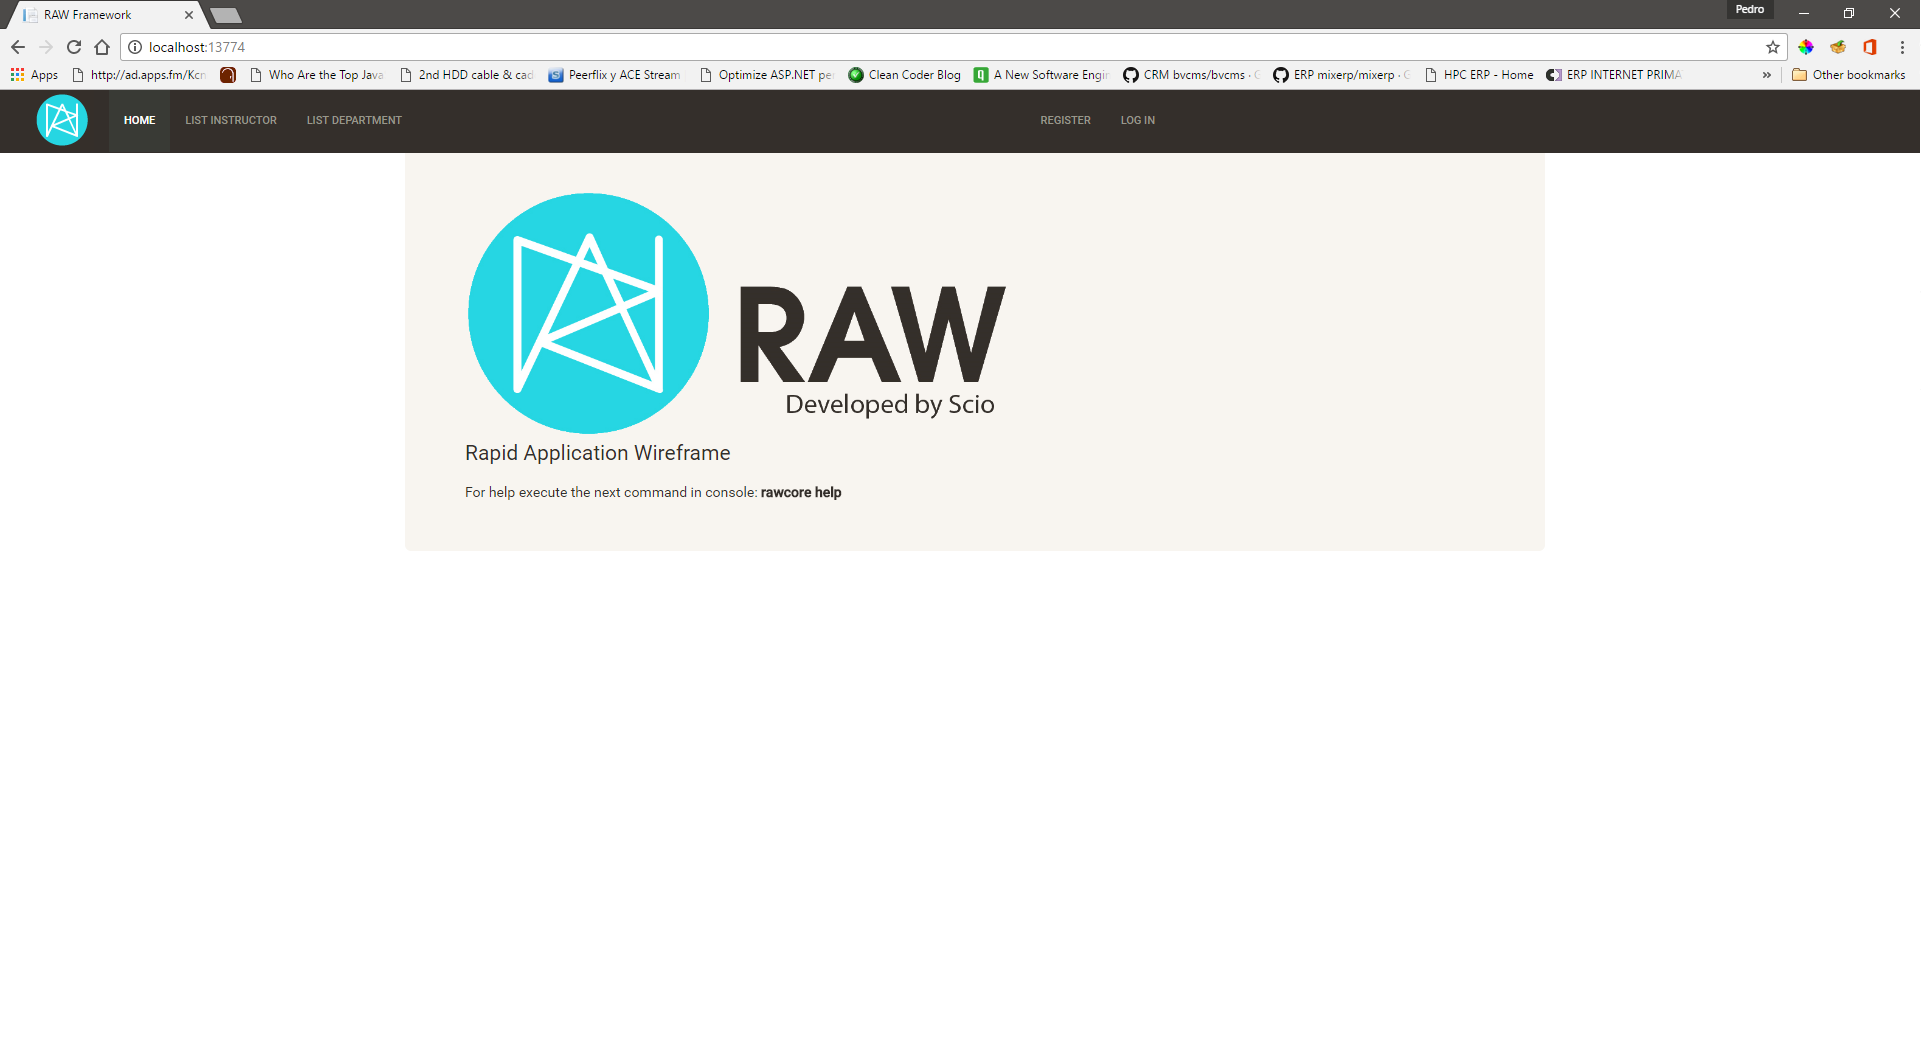 RAW Framework
Pedro
localhost:13774
Apps http://ad.apps.fm/Kcn Who Are the Top Java 2nd HDD cable & cad Peerflix y ACE Stream Optimize ASP.NET pe Clean Coder Blog A New Software Engin CRM bvcms/bvcms · ERP mixerp/mixerp · HPC ERP - Home ERP INTERNET PRIMA » Other bookmarks
HOME LIST INSTRUCTOR LIST DEPARTMENT REGISTER LOG IN
RAW
Developed by Scio
Rapid Application Wireframe
For help execute the next command in console: rawcore help